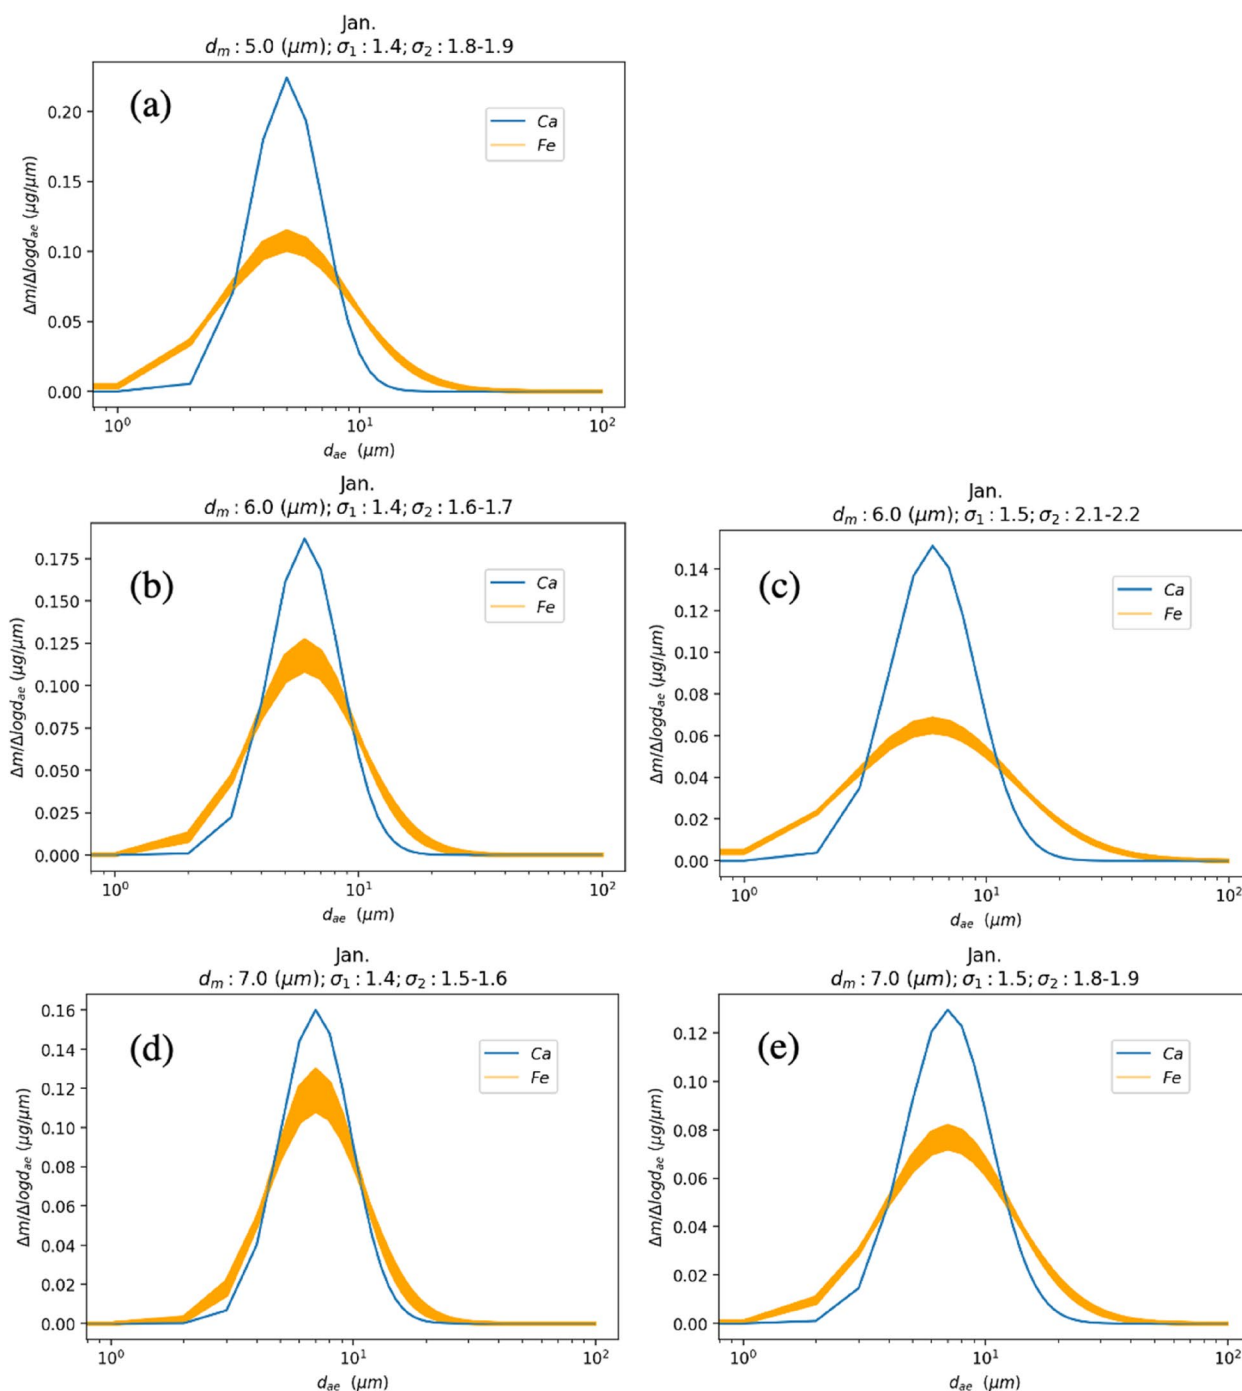 Jan.
d_m : 5.0 (μm); σ_1 : 1.4; σ_2 : 1.8-1.9
(a)
Ca
Fe
0.20
0.15
0.10
0.05
0.00
Δm/Δlogd_ae (μg/μm)
10^0
10^1
10^2
d_ae (μm)
Jan.
d_m : 6.0 (μm); σ_1 : 1.4; σ_2 : 1.6-1.7
(b)
Ca
Fe
0.175
0.150
0.125
0.100
0.075
0.050
0.025
0.000
Δm/Δlogd_ae (μg/μm)
10^0
10^1
10^2
d_ae (μm)
Jan.
d_m : 6.0 (μm); σ_1 : 1.5; σ_2 : 2.1-2.2
(c)
Ca
Fe
0.14
0.12
0.10
0.08
0.06
0.04
0.02
0.00
Δm/Δlogd_ae (μg/μm)
10^0
10^1
10^2
d_ae (μm)
Jan.
d_m : 7.0 (μm); σ_1 : 1.4; σ_2 : 1.5-1.6
(d)
Ca
Fe
0.16
0.14
0.12
0.10
0.08
0.06
0.04
0.02
0.00
Δm/Δlogd_ae (μg/μm)
10^0
10^1
10^2
d_ae (μm)
Jan.
d_m : 7.0 (μm); σ_1 : 1.5; σ_2 : 1.8-1.9
(e)
Ca
Fe
0.12
0.10
0.08
0.06
0.04
0.02
0.00
Δm/Δlogd_ae (μg/μm)
10^0
10^1
10^2
d_ae (μm)